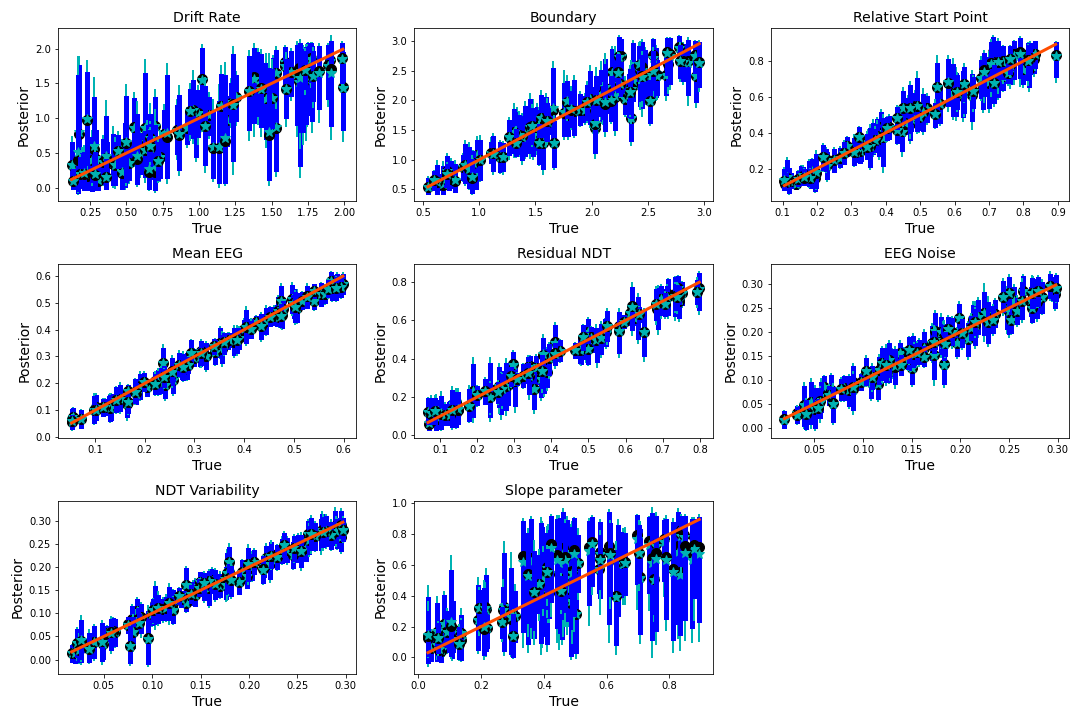 Drift Rate
Posterior
2.0
1.5
1.0
0.5
0.0
0.25 0.50 0.75 1.00 1.25 1.50 1.75 2.00
True
Boundary
Posterior
3.0
2.5
2.0
1.5
1.0
0.5
0.5 1.0 1.5 2.0 2.5 3.0
True
Relative Start Point
Posterior
0.8
0.6
0.4
0.2
0.1 0.2 0.3 0.4 0.5 0.6 0.7 0.8 0.9
True
Mean EEG
Posterior
0.6
0.5
0.4
0.3
0.2
0.1
0.0
0.1 0.2 0.3 0.4 0.5 0.6
True
Residual NDT
Posterior
0.8
0.6
0.4
0.2
0.0
0.1 0.2 0.3 0.4 0.5 0.6 0.7 0.8
True
EEG Noise
Posterior
0.30
0.25
0.20
0.15
0.10
0.05
0.00
0.05 0.10 0.15 0.20 0.25 0.30
True
NDT Variability
Posterior
0.30
0.25
0.20
0.15
0.10
0.05
0.00
0.05 0.10 0.15 0.20 0.25 0.30
True
Slope parameter
Posterior
1.0
0.8
0.6
0.4
0.2
0.0
0.0 0.2 0.4 0.6 0.8
True